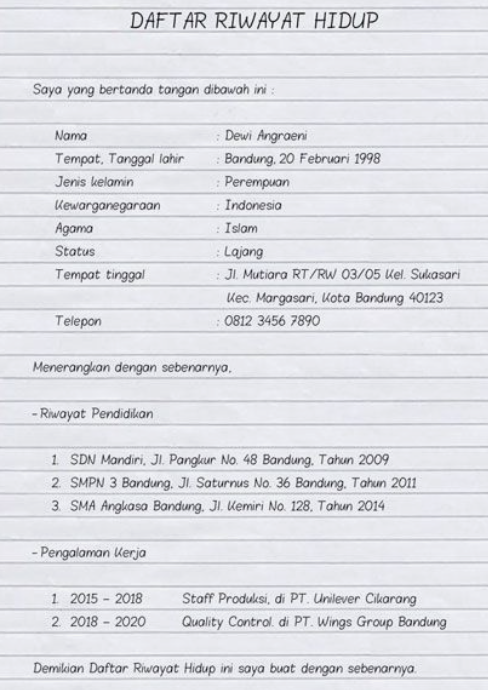 DAFTAR RIWAYAT HIDUP
Saya yang bertanda tangan dibawah ini :
Nama : Dewi Angraeni
Tempat, Tanggal lahir : Bandung, 20 Februari 1998
Jenis kelamin : Perempuan
Kewarganegaraan : Indonesia
Agama : Islam
Status : Lajang
Tempat tinggal : Jl. Mutiara RT/RW 03/05 Kel. Sukasari
Kec. Margasari, Kota Bandung 40123
Telepon : 0812 3456 7890
Menerangkan dengan sebenarnya,
- Riwayat Pendidikan
1. SDN Mandiri, Jl. Pangkur No. 48 Bandung, Tahun 2009
2. SMPN 3 Bandung, Jl. Saturnus No. 36 Bandung, Tahun 2011
3. SMA Angkasa Bandung, Jl. Kemiri No. 128, Tahun 2014
- Pengalaman Kerja
1. 2015 - 2018 Staff Produksi, di PT. Unilever Cikarang
2. 2018 - 2020 Quality Control. di PT. Wings Group Bandung
Demikian Daftar Riwayat Hidup ini saya buat dengan sebenarnya.